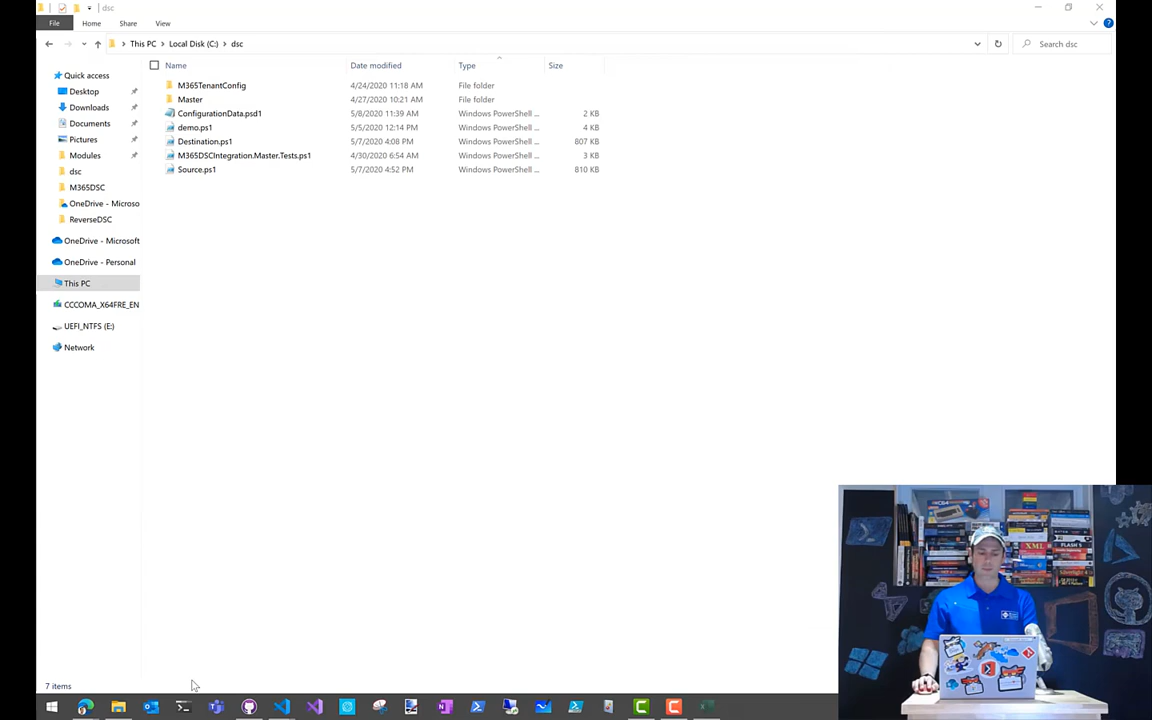 dsc
File Home Share View
This PC Local Disk (C:) dsc Search dsc
Name Date modified Type Size
Quick access
Desktop
Downloads
Documents
Pictures
Modules
dsc
M365DSC
OneDrive - Microso
ReverseDSC
OneDrive - Microsoft
OneDrive - Personal
This PC
CCCOMA_X64FRE_EN
UEFI_NTFS (E:)
Network
M365TenantConfig 4/24/2020 11:18 AM File folder
Master 4/27/2020 10:21 AM File folder
ConfigurationData.psd1 5/8/2020 11:39 AM Windows PowerShell ... 2 KB
demo.ps1 5/5/2020 12:14 PM Windows PowerShell ... 4 KB
Destination.ps1 5/7/2020 4:08 PM Windows PowerShell ... 807 KB
M365DSCIntegration.Master.Tests.ps1 4/30/2020 6:54 AM Windows PowerShell ... 3 KB
Source.ps1 5/7/2020 4:52 PM Windows PowerShell ... 810 KB
7 items
XML
FLASH 5